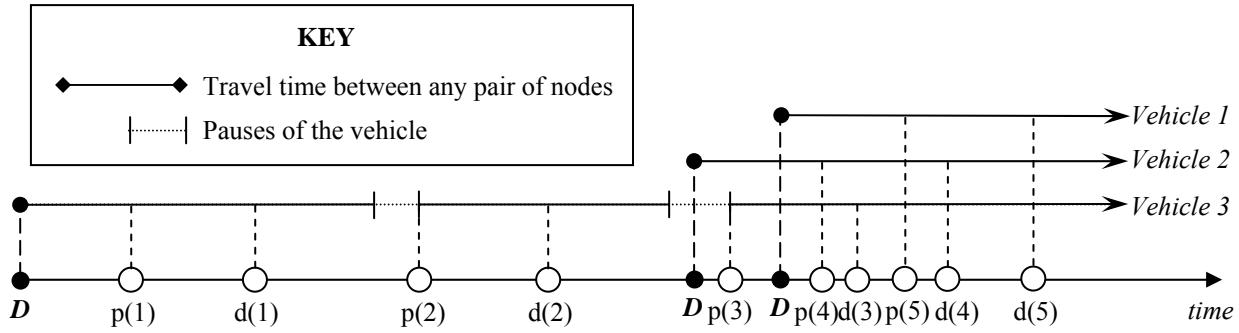 KEY
Travel time between any pair of nodes
Pauses of the vehicle
Vehicle 1
Vehicle 2
Vehicle 3
D p(1) d(1) p(2) d(2) D p(3) D p(4) d(3) p(5) d(4) d(5) time